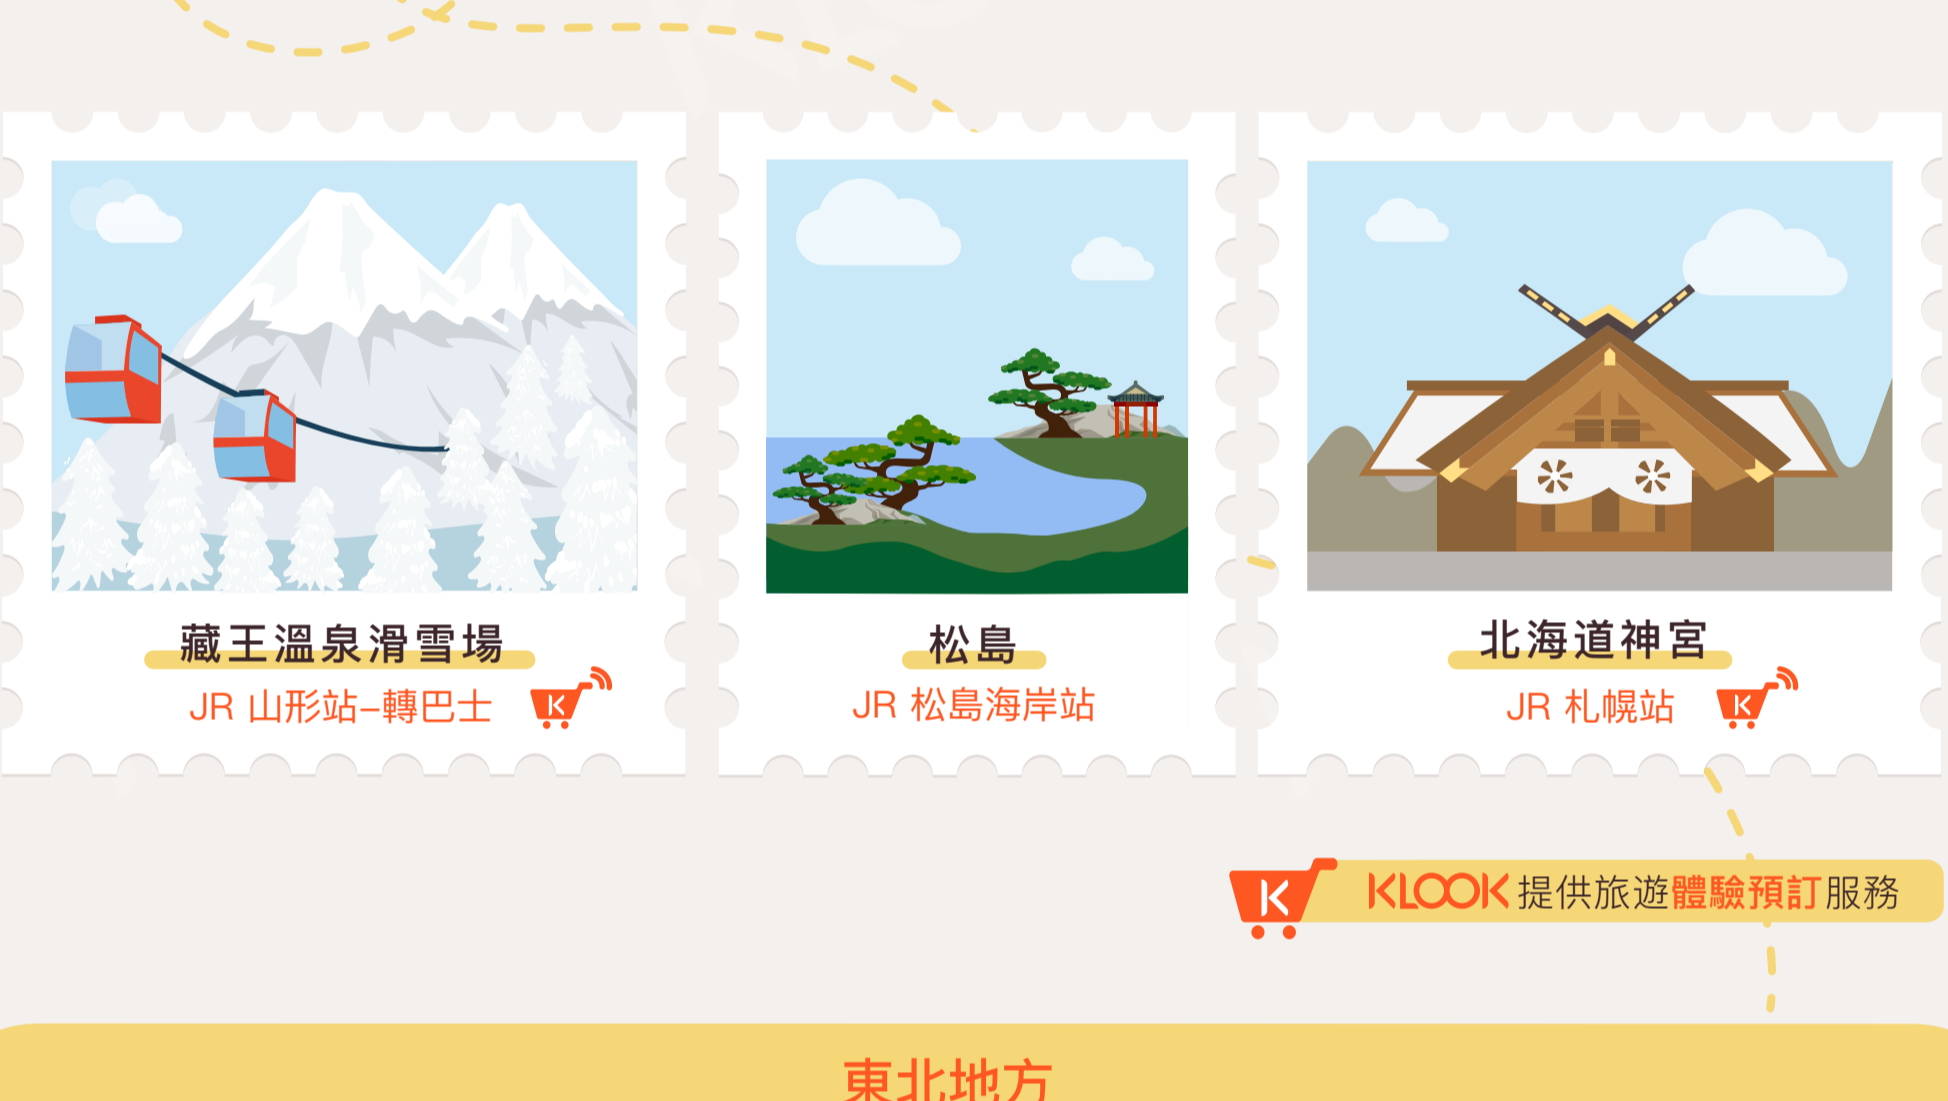 藏王溫泉滑雪場
JR 山形站-轉巴士
松島
JR 松島海岸站
北海道神宮
JR 札幌站
KLOOK 提供旅遊體驗預訂服務
東北地方